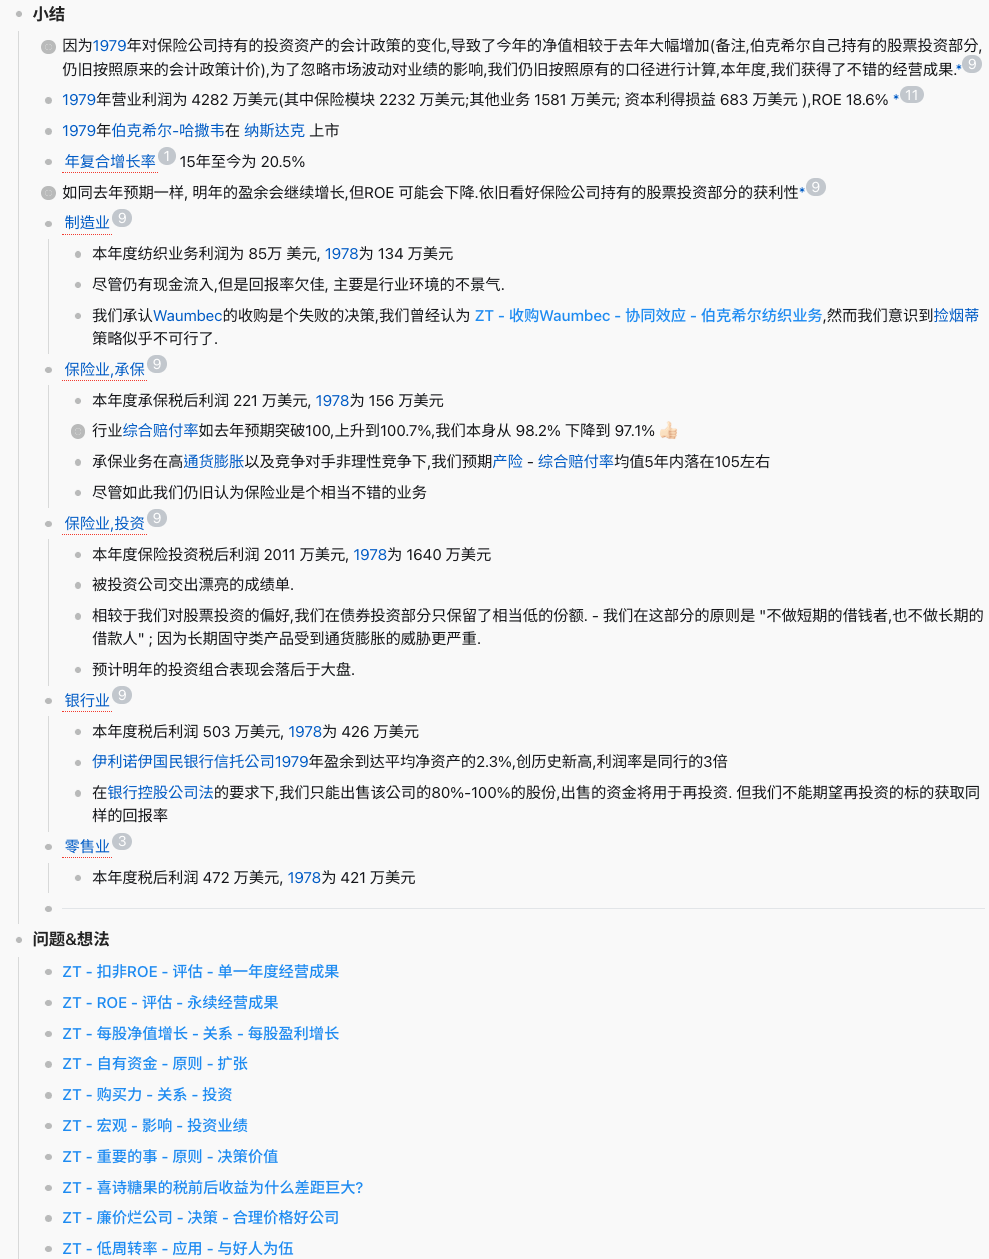 小结
因为1979年对保险公司持有的投资资产的会计政策的变化,导致了今年的净值相较于去年大幅增加(备注,伯克希尔自己持有的股票投资部分,
仍旧按照原来的会计政策计价),为了忽略市场波动对业绩的影响,我们仍旧按照原有的口径进行计算,本年度,我们获得了不错的经营成果.* 9
1979年营业利润为 4282 万美元(其中保险模块 2232 万美元;其他业务 1581 万美元; 资本利得损益 683 万美元 ),ROE 18.6% * 11
1979年伯克希尔-哈撒韦在 纳斯达克 上市
年复合增长率 1 15年至今为 20.5%
如同去年预期一样, 明年的盈余会继续增长,但ROE 可能会下降.依旧看好保险公司持有的股票投资部分的获利性* 9
制造业 9
本年度纺织业务利润为 85万 美元, 1978为 134 万美元
尽管仍有现金流入,但是回报率欠佳, 主要是行业环境的不景气.
我们承认Waumbec的收购是个失败的决策,我们曾经认为 ZT - 收购Waumbec - 协同效应 - 伯克希尔纺织业务,然而我们意识到捡烟蒂
策略似乎不可行了.
保险业,承保 9
本年度承保税后利润 221 万美元, 1978为 156 万美元
行业综合赔付率如去年预期突破100,上升到100.7%,我们本身从 98.2% 下降到 97.1% 👍🏻
承保业务在高通货膨胀以及竞争对手非理性竞争下,我们预期产险 - 综合赔付率均值5年内落在105左右
尽管如此我们仍旧认为保险业是个相当不错的业务
保险业,投资 9
本年度保险投资税后利润 2011 万美元, 1978为 1640 万美元
被投资公司交出漂亮的成绩单.
相较于我们对股票投资的偏好,我们在债券投资部分只保留了相当低的份额. - 我们在这部分的原则是 "不做短期的借钱者,也不做长期的
借款人" ; 因为长期固守类产品受到通货膨胀的威胁更严重.
预计明年的投资组合表现会落后于大盘.
银行业 9
本年度税后利润 503 万美元, 1978为 426 万美元
伊利诺伊国民银行信托公司1979年盈余到达平均净资产的2.3%,创历史新高,利润率是同行的3倍
在银行控股公司法的要求下,我们只能出售该公司的80%-100%的股份,出售的资金将用于再投资. 但我们不能期望再投资的标的获取同
样的回报率
零售业 3
本年度税后利润 472 万美元, 1978为 421 万美元
问题&想法
ZT - 扣非ROE - 评估 - 单一年度经营成果
ZT - ROE - 评估 - 永续经营成果
ZT - 每股净值增长 - 关系 - 每股盈利增长
ZT - 自有资金 - 原则 - 扩张
ZT - 购买力 - 关系 - 投资
ZT - 宏观 - 影响 - 投资业绩
ZT - 重要的事 - 原则 - 决策价值
ZT - 喜诗糖果的税前后收益为什么差距巨大?
ZT - 廉价烂公司 - 决策 - 合理价格好公司
ZT - 低周转率 - 应用 - 与好人为伍